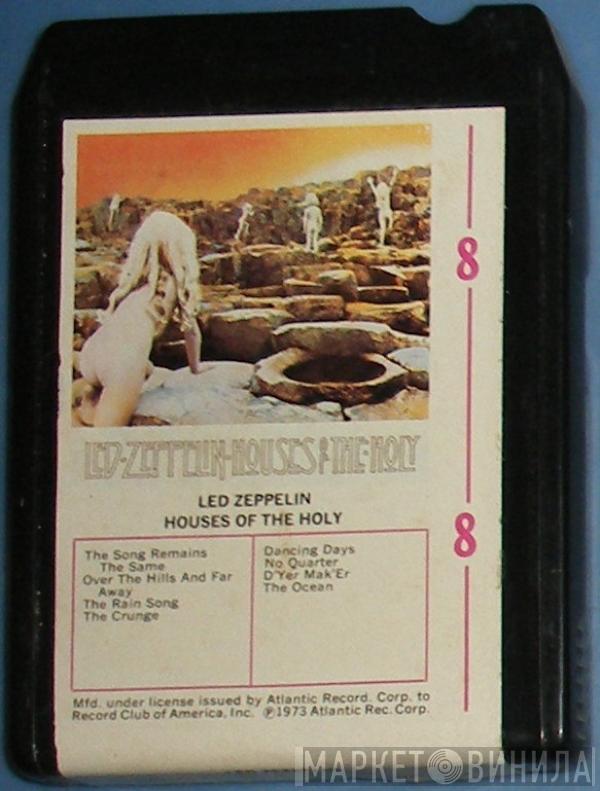 8
LED·ZEPPELIN·HOUSES OF THE·HOLY
LED ZEPPELIN
HOUSES OF THE HOLY
8
The Song Remains
The Same
Over The Hills And Far
Away
The Rain Song
The Crunge
Dancing Days
No Quarter
D'Yer Mak'Er
The Ocean
Mfd. under license issued by Atlantic Record. Corp. to
Record Club of America, Inc. ℗1973 Atlantic Rec. Corp.
МАРКЕТ ВИНИЛА